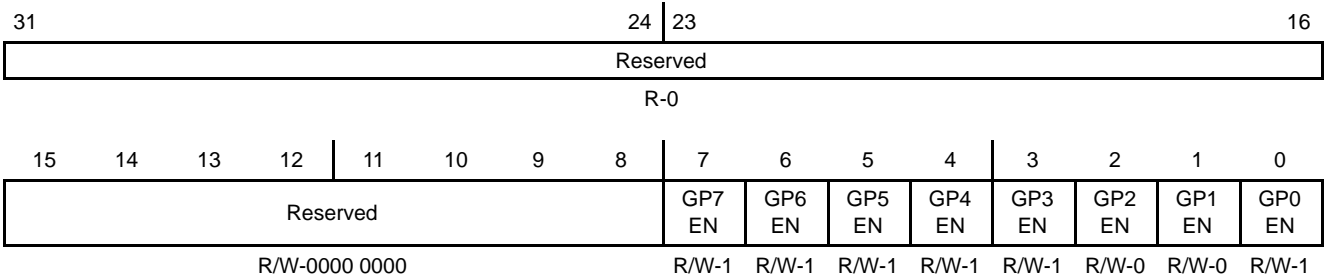 31 24 23 16
Reserved
R-0
15 14 13 12 11 10 9 8 7 6 5 4 3 2 1 0
Reserved GP7 EN GP6 EN GP5 EN GP4 EN GP3 EN GP2 EN GP1 EN GP0 EN
R/W-0000 0000 R/W-1 R/W-1 R/W-1 R/W-1 R/W-1 R/W-0 R/W-0 R/W-1